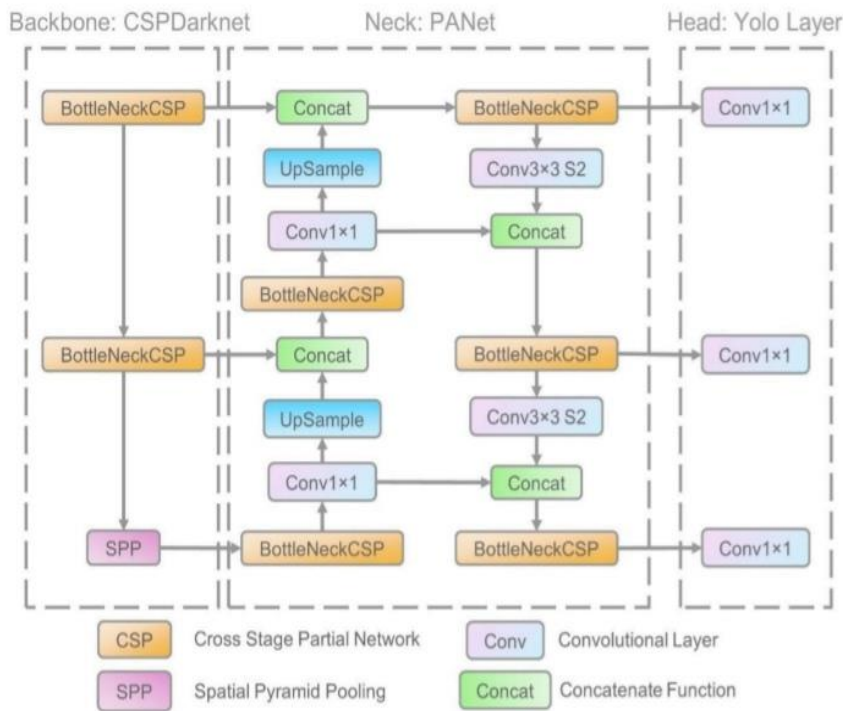 Backbone: CSPDarknet Neck: PANet Head: Yolo Layer
BottleNeckCSP Concat BottleNeckCSP Conv1×1
UpSample Conv3×3 S2
Conv1×1 Concat
BottleNeckCSP
BottleNeckCSP Concat BottleNeckCSP Conv1×1
UpSample Conv3×3 S2
Conv1×1 Concat
SPP BottleNeckCSP BottleNeckCSP Conv1×1
CSP Cross Stage Partial Network Conv Convolutional Layer
SPP Spatial Pyramid Pooling Concat Concatenate Function